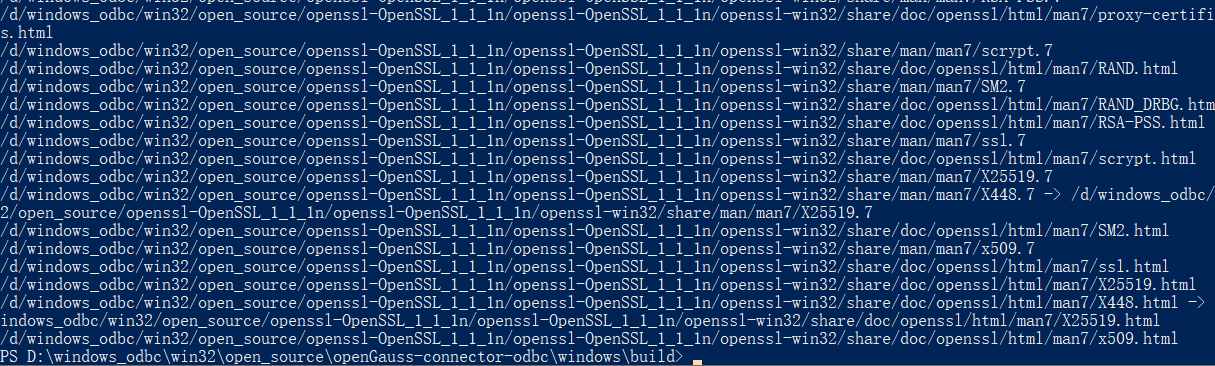 /d/windows_odbc/win32/open_source/openssl-OpenSSL_1_1_1n/openssl-OpenSSL_1_1_1n/openssl-win32/share/doc/openssl/html/man7/proxy-certifi
s.html
/d/windows_odbc/win32/open_source/openssl-OpenSSL_1_1_1n/openssl-OpenSSL_1_1_1n/openssl-win32/share/man/man7/scrypt.7
/d/windows_odbc/win32/open_source/openssl-OpenSSL_1_1_1n/openssl-OpenSSL_1_1_1n/openssl-win32/share/doc/openssl/html/man7/RAND.html
/d/windows_odbc/win32/open_source/openssl-OpenSSL_1_1_1n/openssl-OpenSSL_1_1_1n/openssl-win32/share/man/man7/SM2.7
/d/windows_odbc/win32/open_source/openssl-OpenSSL_1_1_1n/openssl-OpenSSL_1_1_1n/openssl-win32/share/doc/openssl/html/man7/RAND_DRBG.htm
/d/windows_odbc/win32/open_source/openssl-OpenSSL_1_1_1n/openssl-OpenSSL_1_1_1n/openssl-win32/share/doc/openssl/html/man7/RSA-PSS.html
/d/windows_odbc/win32/open_source/openssl-OpenSSL_1_1_1n/openssl-OpenSSL_1_1_1n/openssl-win32/share/man/man7/ssl.7
/d/windows_odbc/win32/open_source/openssl-OpenSSL_1_1_1n/openssl-OpenSSL_1_1_1n/openssl-win32/share/doc/openssl/html/man7/scrypt.html
/d/windows_odbc/win32/open_source/openssl-OpenSSL_1_1_1n/openssl-OpenSSL_1_1_1n/openssl-win32/share/man/man7/X25519.7
/d/windows_odbc/win32/open_source/openssl-OpenSSL_1_1_1n/openssl-OpenSSL_1_1_1n/openssl-win32/share/man/man7/X448.7 -> /d/windows_odbc/
2/open_source/openssl-OpenSSL_1_1_1n/openssl-OpenSSL_1_1_1n/openssl-win32/share/man/man7/X25519.7
/d/windows_odbc/win32/open_source/openssl-OpenSSL_1_1_1n/openssl-OpenSSL_1_1_1n/openssl-win32/share/doc/openssl/html/man7/SM2.html
/d/windows_odbc/win32/open_source/openssl-OpenSSL_1_1_1n/openssl-OpenSSL_1_1_1n/openssl-win32/share/man/man7/x509.7
/d/windows_odbc/win32/open_source/openssl-OpenSSL_1_1_1n/openssl-OpenSSL_1_1_1n/openssl-win32/share/doc/openssl/html/man7/ssl.html
/d/windows_odbc/win32/open_source/openssl-OpenSSL_1_1_1n/openssl-OpenSSL_1_1_1n/openssl-win32/share/doc/openssl/html/man7/X25519.html
/d/windows_odbc/win32/open_source/openssl-OpenSSL_1_1_1n/openssl-OpenSSL_1_1_1n/openssl-win32/share/doc/openssl/html/man7/X448.html ->
indows_odbc/win32/open_source/openssl-OpenSSL_1_1_1n/openssl-OpenSSL_1_1_1n/openssl-win32/share/doc/openssl/html/man7/X25519.html
/d/windows_odbc/win32/open_source/openssl-OpenSSL_1_1_1n/openssl-OpenSSL_1_1_1n/openssl-win32/share/doc/openssl/html/man7/x509.html
PS D:\windows_odbc\win32\open_source\openGauss-connector-odbc\windows\build>